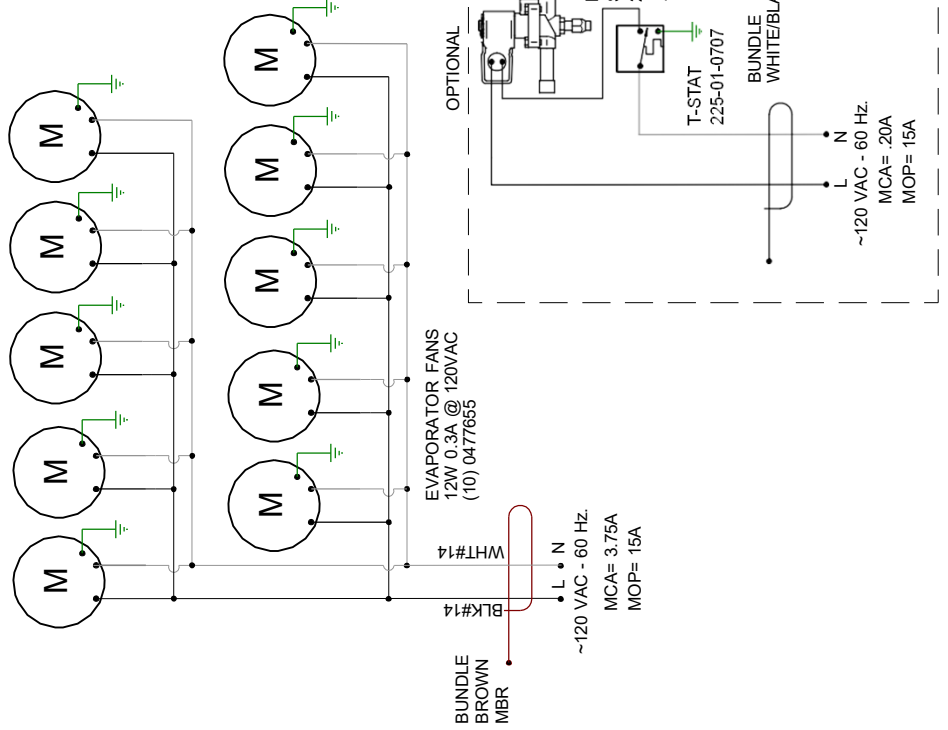 M
M
M
M
M
M
M
M
M
M
EVAPORATOR FANS
12W 0.3A @ 120VAC
(10) 0477655
WHT#14
BLK#14
BUNDLE
BROWN
MBR
L N
~120 VAC - 60 Hz.
MCA= 3.75A
MOP= 15A
OPTIONAL
T-STAT
225-01-0707
BUNDLE
L N
~120 VAC - 60 Hz.
MCA= .20A
MOP= 15A